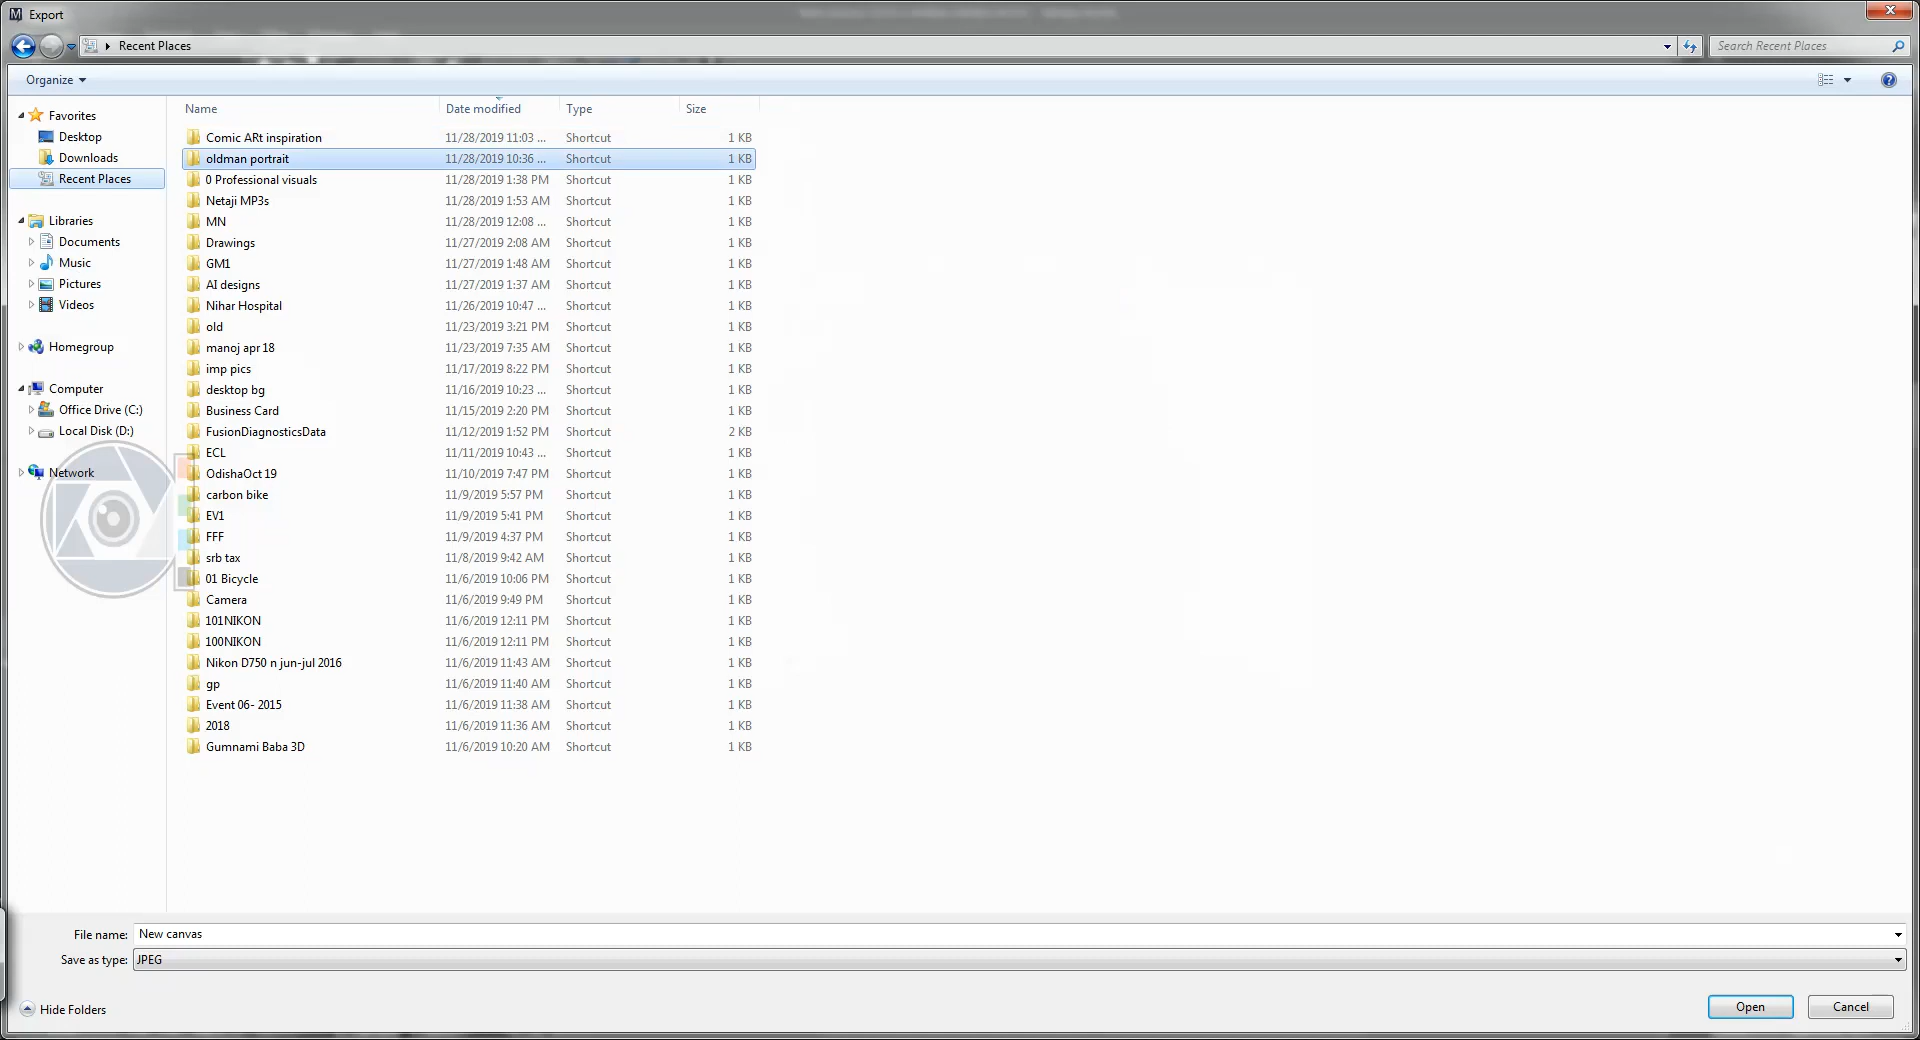 Export
Recent Places
Search Recent Places
Organize
Favorites
Desktop
Downloads
Recent Places
Libraries
Documents
Music
Pictures
Videos
Homegroup
Computer
Office Drive (C:)
Local Disk (D:)
Network
Name Date modified Type Size
Comic ARt inspiration 11/28/2019 11:03 ... Shortcut 1 KB
oldman portrait 11/28/2019 10:36 ... Shortcut 1 KB
0 Professional visuals 11/28/2019 1:38 PM Shortcut 1 KB
Netaji MP3s 11/28/2019 1:53 AM Shortcut 1 KB
MN 11/28/2019 12:08 ... Shortcut 1 KB
Drawings 11/27/2019 2:08 AM Shortcut 1 KB
GM1 11/27/2019 1:48 AM Shortcut 1 KB
AI designs 11/27/2019 1:37 AM Shortcut 1 KB
Nihar Hospital 11/26/2019 10:47 ... Shortcut 1 KB
old 11/23/2019 3:21 PM Shortcut 1 KB
manoj apr 18 11/23/2019 7:35 AM Shortcut 1 KB
imp pics 11/17/2019 8:22 PM Shortcut 1 KB
desktop bg 11/16/2019 10:23 ... Shortcut 1 KB
Business Card 11/15/2019 2:20 PM Shortcut 1 KB
FusionDiagnosticsData 11/12/2019 1:52 PM Shortcut 2 KB
ECL 11/11/2019 10:43 ... Shortcut 1 KB
OdishaOct 19 11/10/2019 7:47 PM Shortcut 1 KB
carbon bike 11/9/2019 5:57 PM Shortcut 1 KB
EV1 11/9/2019 5:41 PM Shortcut 1 KB
FFF 11/9/2019 4:37 PM Shortcut 1 KB
srb tax 11/8/2019 9:42 AM Shortcut 1 KB
01 Bicycle 11/6/2019 10:06 PM Shortcut 1 KB
Camera 11/6/2019 9:49 PM Shortcut 1 KB
101NIKON 11/6/2019 12:11 PM Shortcut 1 KB
100NIKON 11/6/2019 12:11 PM Shortcut 1 KB
Nikon D750 n jun-jul 2016 11/6/2019 11:43 AM Shortcut 1 KB
gp 11/6/2019 11:40 AM Shortcut 1 KB
Event 06- 2015 11/6/2019 11:38 AM Shortcut 1 KB
2018 11/6/2019 11:36 AM Shortcut 1 KB
Gumnami Baba 3D 11/6/2019 10:20 AM Shortcut 1 KB
File name: New canvas
Save as type: JPEG
Hide Folders
Open
Cancel